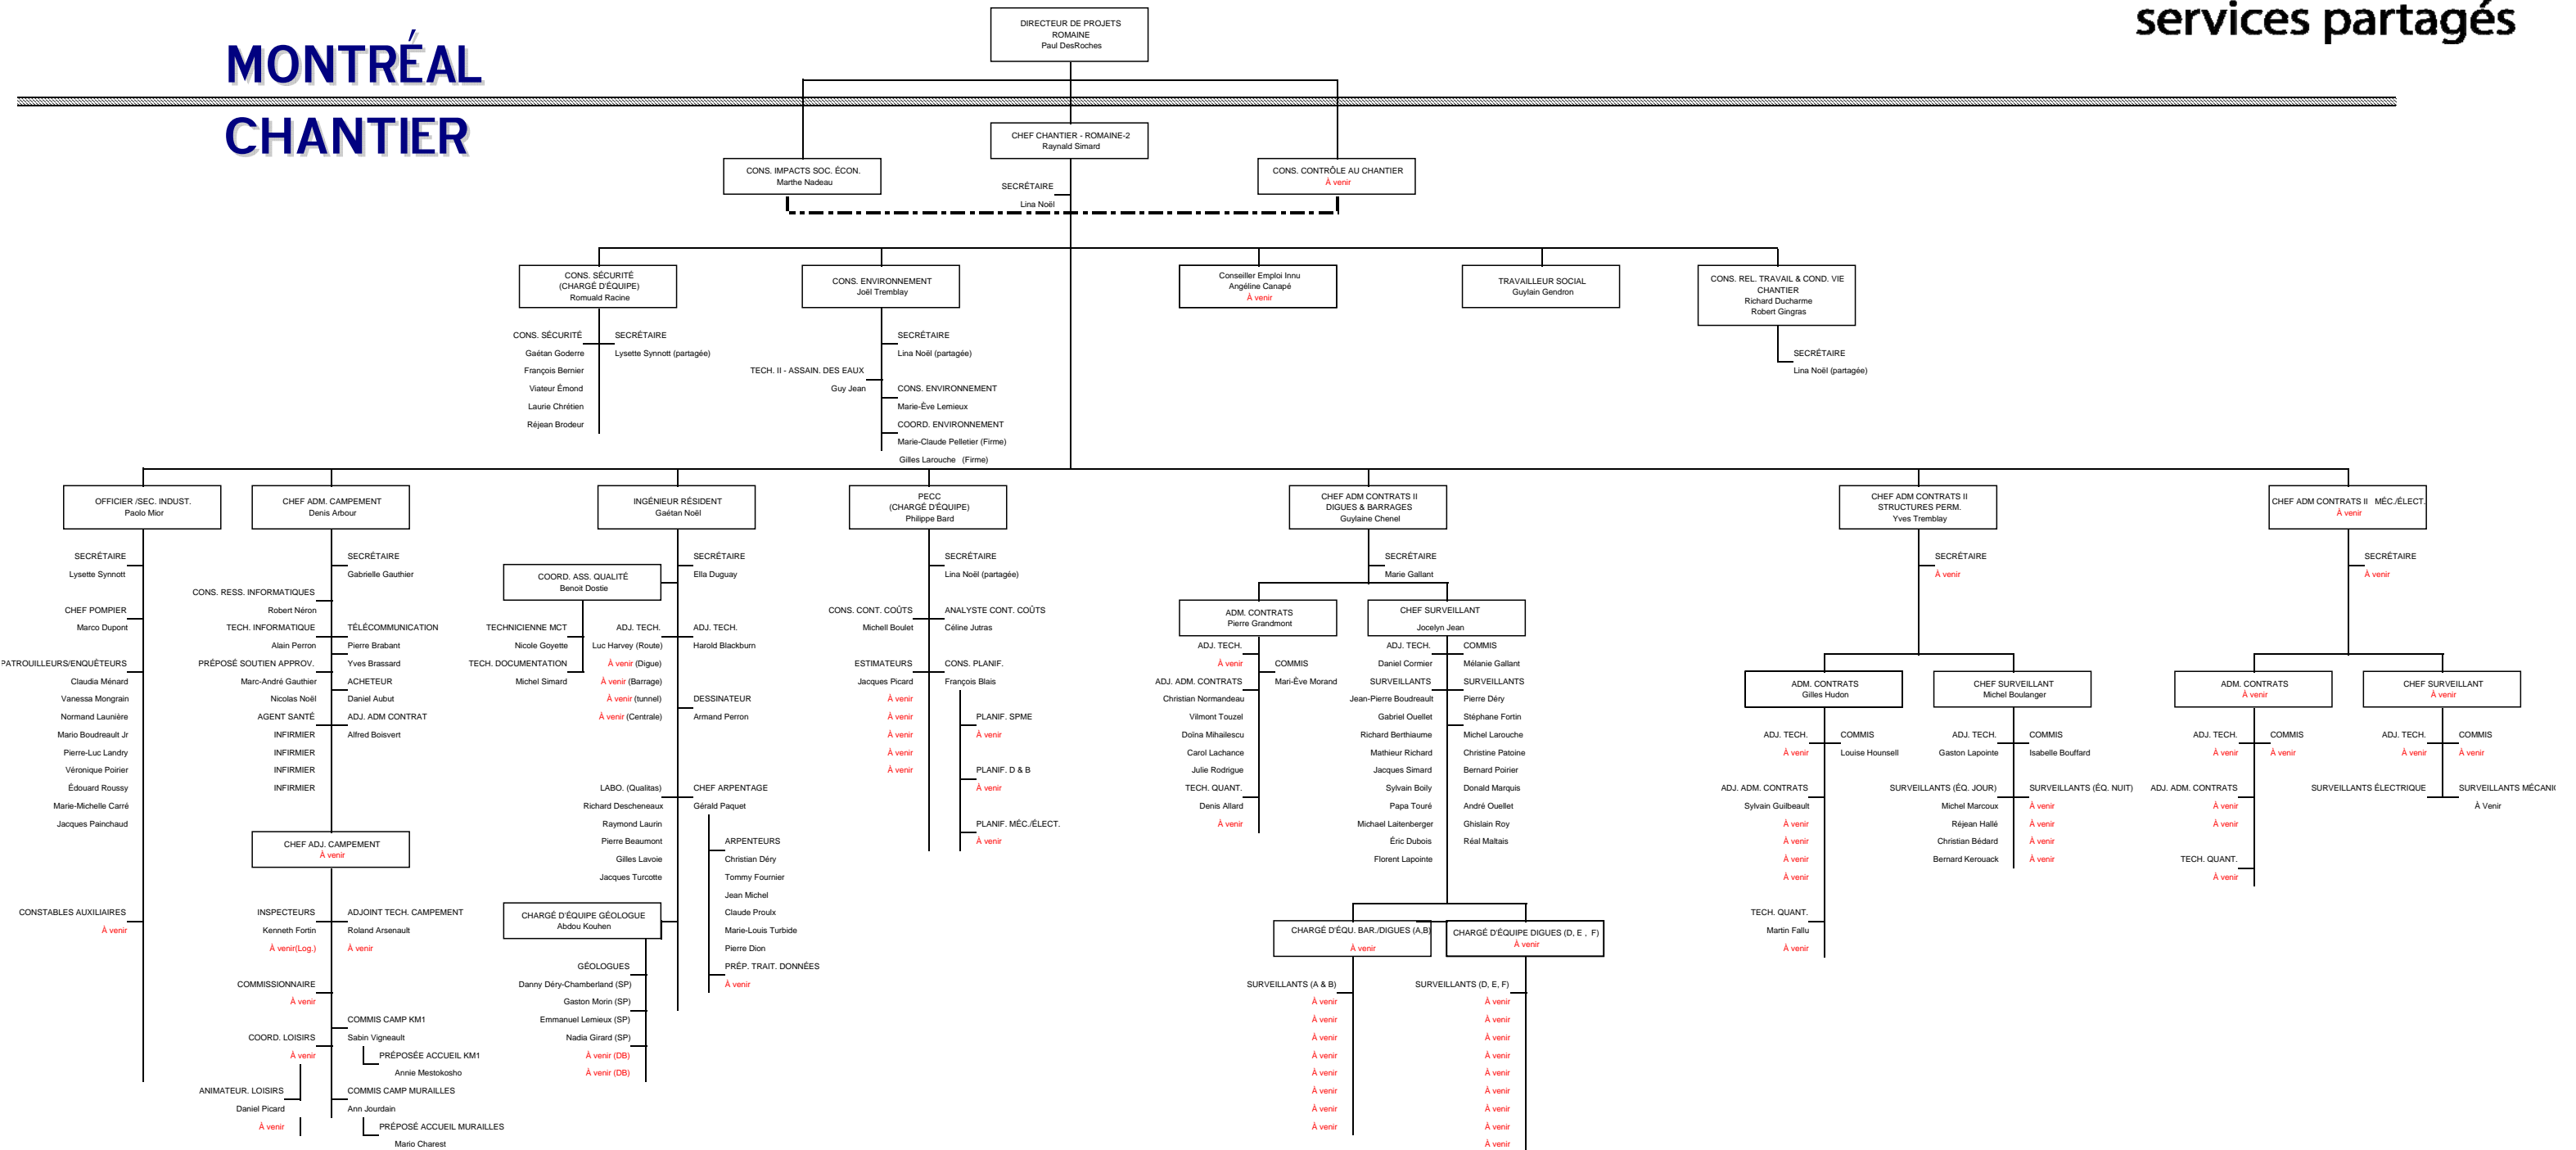 services partagés
MONTRÉAL
CHANTIER
DIRECTEUR DE PROJETS
ROMAINE
Paul DesRoches
CHEF CHANTIER - ROMAINE-2
Raynald Simard
CONS. IMPACTS SOC. ÉCON.
Marthe Nadeau
CONS. CONTRÔLE AU CHANTIER
À venir
SECRÉTAIRE
Lina Noël
CONS. SÉCURITÉ
(CHARGÉ D'ÉQUIPE)
Romuald Racine
CONS. SÉCURITÉ
Gaétan Goderre
François Bernier
Viateur Émond
Laurie Chrétien
Réjean Brodeur
SECRÉTAIRE
Lysette Synnott (partagée)
CONS. ENVIRONNEMENT
Joël Tremblay
SECRÉTAIRE
Lina Noël (partagée)
TECH. II - ASSAIN. DES EAUX
Guy Jean
CONS. ENVIRONNEMENT
Marie-Ève Lemieux
COORD. ENVIRONNEMENT
Marie-Claude Pelletier (Firme)
Gilles Larouche (Firme)
Conseiller Emploi Innu
Angéline Canapé
À venir
TRAVAILLEUR SOCIAL
Guylain Gendron
CONS. REL. TRAVAIL & COND. VIE
CHANTIER
Richard Ducharme
Robert Gingras
SECRÉTAIRE
Lina Noël (partagée)
OFFICIER /SEC. INDUST.
Paolo Mior
SECRÉTAIRE
Lysette Synnott
CHEF POMPIER
Marco Dupont
PATROUILLEURS/ENQUÊTEURS
Claudia Ménard
Vanessa Mongrain
Normand Launière
Mario Boudreault Jr
Pierre-Luc Landry
Véronique Poirier
Édouard Roussy
Marie-Michelle Carré
Jacques Painchaud
CONSTABLES AUXILIAIRES
À venir
CHEF ADM. CAMPEMENT
Denis Arbour
SECRÉTAIRE
Gabrielle Gauthier
CONS. RESS. INFORMATIQUES
Robert Néron
TECH. INFORMATIQUE
Alain Perron
PRÉPOSÉ SOUTIEN APPROV.
Marc-André Gauthier
Nicolas Noël
AGENT SANTÉ
INFIRMIER
INFIRMIER
INFIRMIER
INFIRMIER
TÉLÉCOMMUNICATION
Pierre Brabant
Yves Brassard
ACHETEUR
Daniel Aubut
ADJ. ADM CONTRAT
Alfred Boisvert
CHEF ADJ. CAMPEMENT
À venir
INSPECTEURS
Kenneth Fortin
À venir(Log.)
ADJOINT TECH. CAMPEMENT
Roland Arsenault
À venir
COMMISSIONNAIRE
À venir
COMMIS CAMP KM1
Sabin Vigneault
COORD. LOISIRS
À venir
PRÉPOSÉE ACCUEIL KM1
Annie Mestokosho
ANIMATEUR. LOISIRS
Daniel Picard
À venir
COMMIS CAMP MURAILLES
Ann Jourdain
PRÉPOSÉ ACCUEIL MURAILLES
Mario Charest
INGÉNIEUR RÉSIDENT
Gaétan Noël
SECRÉTAIRE
Ella Duguay
COORD. ASS. QUALITÉ
Benoit Dostie
TECHNICIENNE MCT
Nicole Goyette
TECH. DOCUMENTATION
Michel Simard
ADJ. TECH.
Luc Harvey (Route)
À venir (Digue)
À venir (Barrage)
À venir (tunnel)
À venir (Centrale)
ADJ. TECH.
Harold Blackburn
DESSINATEUR
Armand Perron
LABO. (Qualitas)
Richard Descheneaux
Raymond Laurin
Pierre Beaumont
Gilles Lavoie
Jacques Turcotte
CHEF ARPENTAGE
Gérald Paquet
ARPENTEURS
Christian Déry
Tommy Fournier
Jean Michel
Claude Proulx
Marie-Louis Turbide
Pierre Dion
PRÉP. TRAIT. DONNÉES
À venir
CHARGÉ D'ÉQUIPE GÉOLOGUE
Abdou Kouhen
GÉOLOGUES
Danny Déry-Chamberland (SP)
Gaston Morin (SP)
Emmanuel Lemieux (SP)
Nadia Girard (SP)
À venir (DB)
À venir (DB)
PECC
(CHARGÉ D'ÉQUIPE)
Philippe Bard
SECRÉTAIRE
Lina Noël (partagée)
CONS. CONT. COÛTS
Michell Boulet
ANALYSTE CONT. COÛTS
Céline Jutras
ESTIMATEURS
Jacques Picard
À venir
À venir
À venir
À venir
À venir
CONS. PLANIF.
François Blais
PLANIF. SPME
À venir
PLANIF. D & B
À venir
PLANIF. MÉC./ÉLECT.
À venir
CHEF ADM CONTRATS II
DIGUES & BARRAGES
Guylaine Chenel
SECRÉTAIRE
Marie Gallant
ADM. CONTRATS
Pierre Grandmont
ADJ. TECH.
À venir
COMMIS
Mari-Ève Morand
ADJ. ADM. CONTRATS
Christian Normandeau
Vilmont Touzel
Doïna Mihailescu
Carol Lachance
Julie Rodrigue
TECH. QUANT.
Denis Allard
À venir
CHEF SURVEILLANT
Jocelyn Jean
ADJ. TECH.
Daniel Cormier
SURVEILLANTS
Jean-Pierre Boudreault
Gabriel Ouellet
Richard Berthiaume
Mathieur Richard
Jacques Simard
Sylvain Boily
Papa Touré
Michael Laitenberger
Éric Dubois
Florent Lapointe
COMMIS
Mélanie Gallant
SURVEILLANTS
Pierre Déry
Stéphane Fortin
Michel Larouche
Christine Patoine
Bernard Poirier
Donald Marquis
André Ouellet
Ghislain Roy
Réal Maltais
CHARGÉ D'ÉQU. BAR./DIGUES (A,B)
À venir
CHARGÉ D'ÉQUIPE DIGUES (D, E , F)
À venir
SURVEILLANTS (A & B)
À venir
À venir
À venir
À venir
À venir
À venir
À venir
À venir
SURVEILLANTS (D, E, F)
À venir
À venir
À venir
À venir
À venir
À venir
À venir
À venir
À venir
CHEF ADM CONTRATS II
STRUCTURES PERM.
Yves Tremblay
SECRÉTAIRE
À venir
ADM. CONTRATS
Gilles Hudon
ADJ. TECH.
À venir
COMMIS
Louise Hounsell
ADJ. ADM. CONTRATS
Sylvain Guilbeault
À venir
À venir
À venir
À venir
TECH. QUANT.
Martin Fallu
À venir
CHEF SURVEILLANT
Michel Boulanger
ADJ. TECH.
Gaston Lapointe
COMMIS
Isabelle Bouffard
SURVEILLANTS (ÉQ. JOUR)
Michel Marcoux
Réjean Hallé
Christian Bédard
Bernard Kerouack
SURVEILLANTS (ÉQ. NUIT)
À venir
À venir
À venir
À venir
CHEF ADM CONTRATS II MÉC./ÉLECT.
À venir
SECRÉTAIRE
À venir
ADM. CONTRATS
À venir
ADJ. TECH.
À venir
COMMIS
À venir
ADJ. ADM. CONTRATS
À venir
À venir
TECH. QUANT.
À venir
CHEF SURVEILLANT
À venir
ADJ. TECH.
À venir
COMMIS
À venir
SURVEILLANTS ÉLECTRIQUE
SURVEILLANTS MÉCANI
À Venir